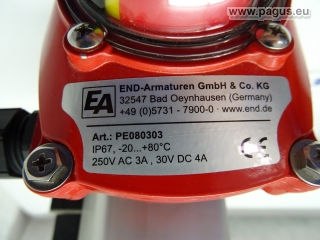 www.pagus.eu
END-Armaturen GmbH & Co. KG
EA
32547 Bad Oeynhausen (Germany)
+49 (0)5731 - 7900-0 · www.end.de
Art.: PE080303
IP67, -20...+80°C
250V AC 3A , 30V DC 4A
CE